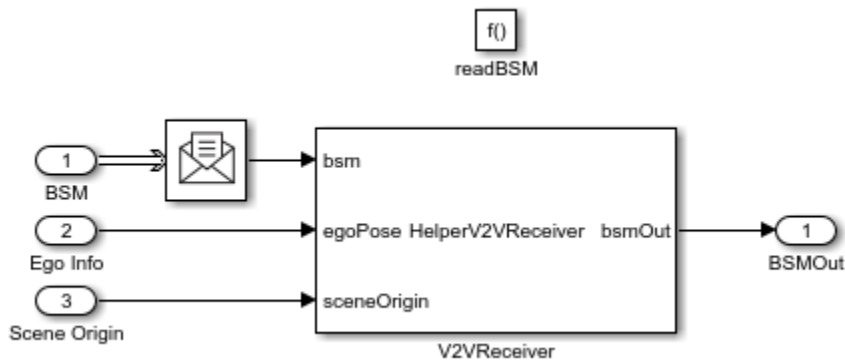 f()
readBSM
1
BSM
bsm
2
Ego Info
egoPose HelperV2VReceiver bsmOut
1
BSMOut
3
Scene Origin
sceneOrigin
V2VReceiver